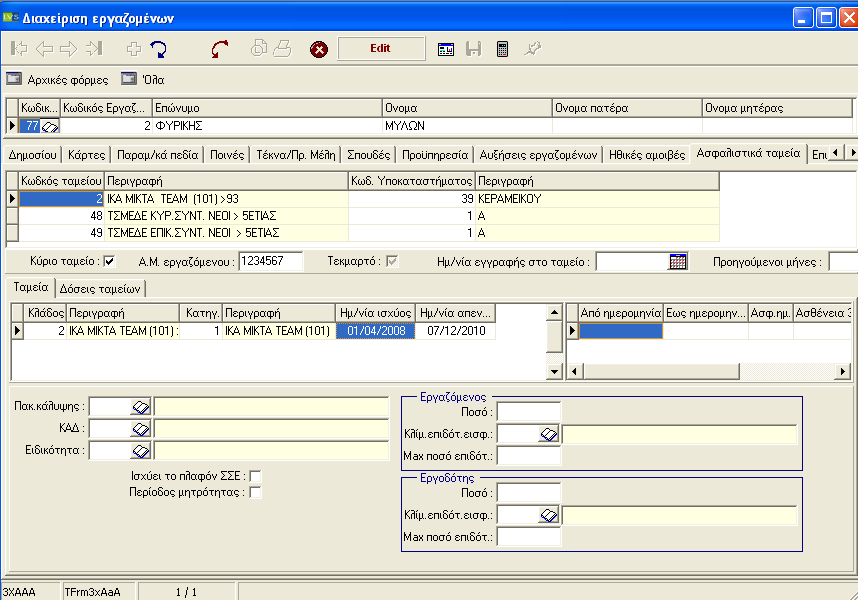 LVS Διαχείριση εργαζομένων
Edit
Αρχικές φόρμες Όλα
Κωδικ... Κωδικός Εργαζ... Επώνυμο Ονομα Ονομα πατέρα Ονομα μητέρας
77 2 ΦΥΡΙΚΗΣ ΜΥΛΩΝ
Δημοσίου Κάρτες Παραμ/κά πεδία Ποινές Τέκνα/Πρ. Μέλη Σπουδές Προϋπηρεσία Αυξήσεις εργαζομένων Ηθικές αμοιβές Ασφαλιστικά ταμεία Επι
Κωδκός ταμείου Περιγραφή Κωδ. Υποκαταστήματος Περιγραφή
2 ΙΚΑ ΜΙΚΤΑ TEAM (101) >93 39 ΚΕΡΑΜΕΙΚΟΥ
48 ΤΣΜΕΔΕ ΚΥΡ.ΣΥΝΤ. ΝΕΟΙ > 5ΕΤΙΑΣ 1 Α
49 ΤΣΜΕΔΕ ΕΠΙΚ.ΣΥΝΤ. ΝΕΟΙ > 5ΕΤΙΑΣ 1 Α
Κύριο ταμείο : Α.Μ. εργαζόμενου : 1234567 Τεκμαρτό : Ημ/νία εγγραφής στο ταμείο : Προηγούμενοι μήνες :
Ταμεία Δόσεις ταμείων
Κλάδος Περιγραφή Κατηγ. Περιγραφή Ημ/νία ισχύος Ημ/νία απεν... Από ημερομηνία Εως ημερομην... Ασφ.ημ. Ασθένεια 3
2 ΙΚΑ ΜΙΚΤΑ TEAM (101) : 1 ΙΚΑ ΜΙΚΤΑ TEAM (101) 01/04/2008 07/12/2010
Πακ.κάλυψης :
ΚΑΔ :
Ειδικότητα :
Ισχύει το πλαφόν ΣΣΕ :
Περίοδος μητρότητας :
Εργαζόμενος
Ποσό :
Κλίμ.επιδότ.εισφ.:
Max ποσό επιδότ.:
Εργοδότης
Ποσό :
Κλίμ.επιδότ.εισφ.:
Max ποσό επιδότ.:
3XAAA TFrm3xAaA 1 / 1